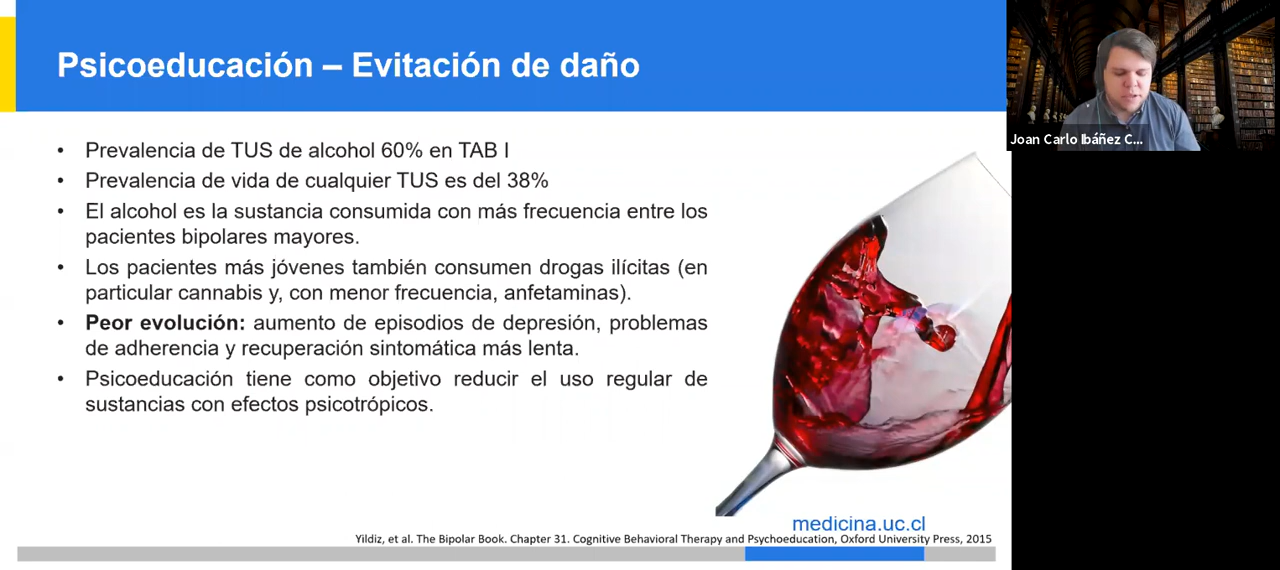 Psicoeducación – Evitación de daño
Joan Carlo Ibáñez C...
• Prevalencia de TUS de alcohol 60% en TAB I
• Prevalencia de vida de cualquier TUS es del 38%
• El alcohol es la sustancia consumida con más frecuencia entre los
pacientes bipolares mayores.
• Los pacientes más jóvenes también consumen drogas ilícitas (en
particular cannabis y, con menor frecuencia, anfetaminas).
• Peor evolución: aumento de episodios de depresión, problemas
de adherencia y recuperación sintomática más lenta.
• Psicoeducación tiene como objetivo reducir el uso regular de
sustancias con efectos psicotrópicos.
medicina.uc.cl
Yildiz, et al. The Bipolar Book. Chapter 31. Cognitive Behavioral Therapy and Psychoeducation, Oxford University Press, 2015